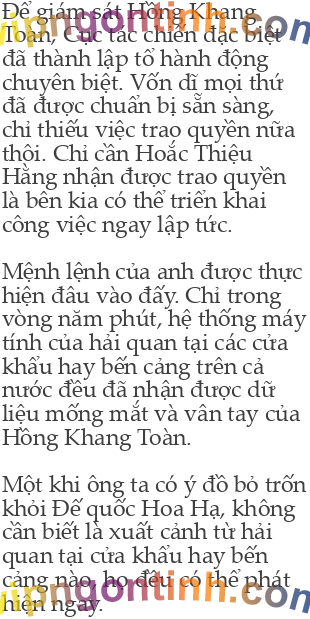 Để giám sát Hồng Khang
Toàn, Cục tác chiến đặc biệt
đã thành lập tổ hành động
chuyên biệt. Vốn dĩ mọi thứ
đã được chuẩn bị sẵn sàng,
chỉ thiếu việc trao quyền nữa
thôi. Chỉ cần Hoắc Thiệu
Hằng nhận được trao quyền
là bên kia có thể triển khai
công việc ngay lập tức.

Mệnh lệnh của anh được thực
hiện đâu vào đấy. Chỉ trong
vòng năm phút, hệ thống máy
tính của hải quan tại các cửa
khẩu hay bến cảng trên cả
nước đều đã nhận được dữ
liệu mống mắt và vân tay của
Hồng Khang Toàn.

Một khi ông ta có ý đồ bỏ trốn
khỏi Đế quốc Hoa Hạ, không
cần biết là xuất cảnh từ hải
quan tại cửa khẩu hay bến
cảng nào, họ đều có thể phát
hiện ngay.
vipngontinh.com
vipngontinh.com